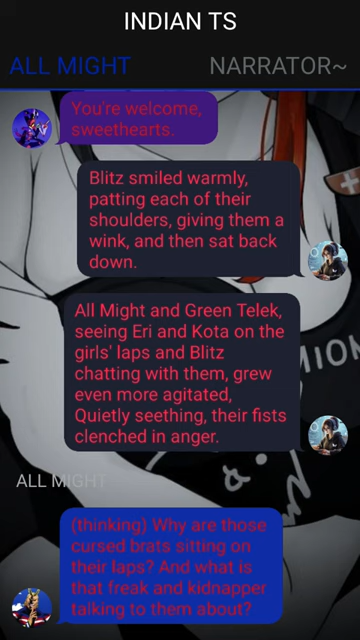 INDIAN TS
ALL MIGHT
NARRATOR~
You're welcome,
sweethearts.
Blitz smiled warmly,
patting each of their
shoulders, giving them a
wink, and then sat back
down.
All Might and Green Telek,
seeing Eri and Kota on the
girls' laps and Blitz
chatting with them, grew
even more agitated,
Quietly seething, their fists
clenched in anger.
ALL MIGHT
(thinking) Why are those
cursed brats sitting on
their laps? And what is
that freak and kidnapper
talking to them about?